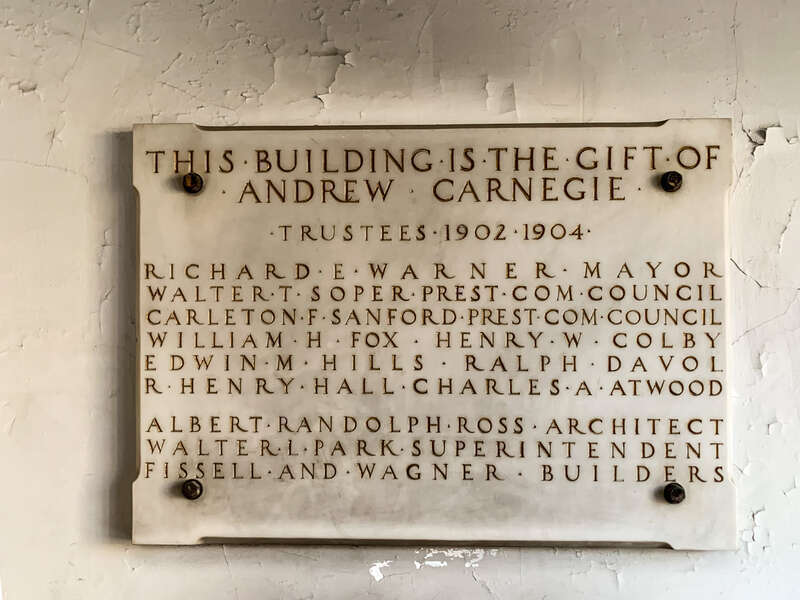 THIS·BUILDING·IS·THE·GIFT·OF
·ANDREW·CARNEGIE·
·TRUSTEES·1902·1904·
RICHARD·E·WARNER·MAYOR
WALTER·T·SOPER·PREST·COM·COUNCIL
CARLETON·F·SANFORD·PREST·COM·COUNCIL
WILLIAM·H·FOX·HENRY·W·COLBY
EDWIN·M·HILLS·RALPH·DAVOL
R·HENRY·HALL·CHARLES·A·ATWOOD
ALBERT·RANDOLPH·ROSS·ARCHITECT
WALTER·L·PARK·SUPERINTENDENT
FISSELL·AND·WAGNER·BUILDERS